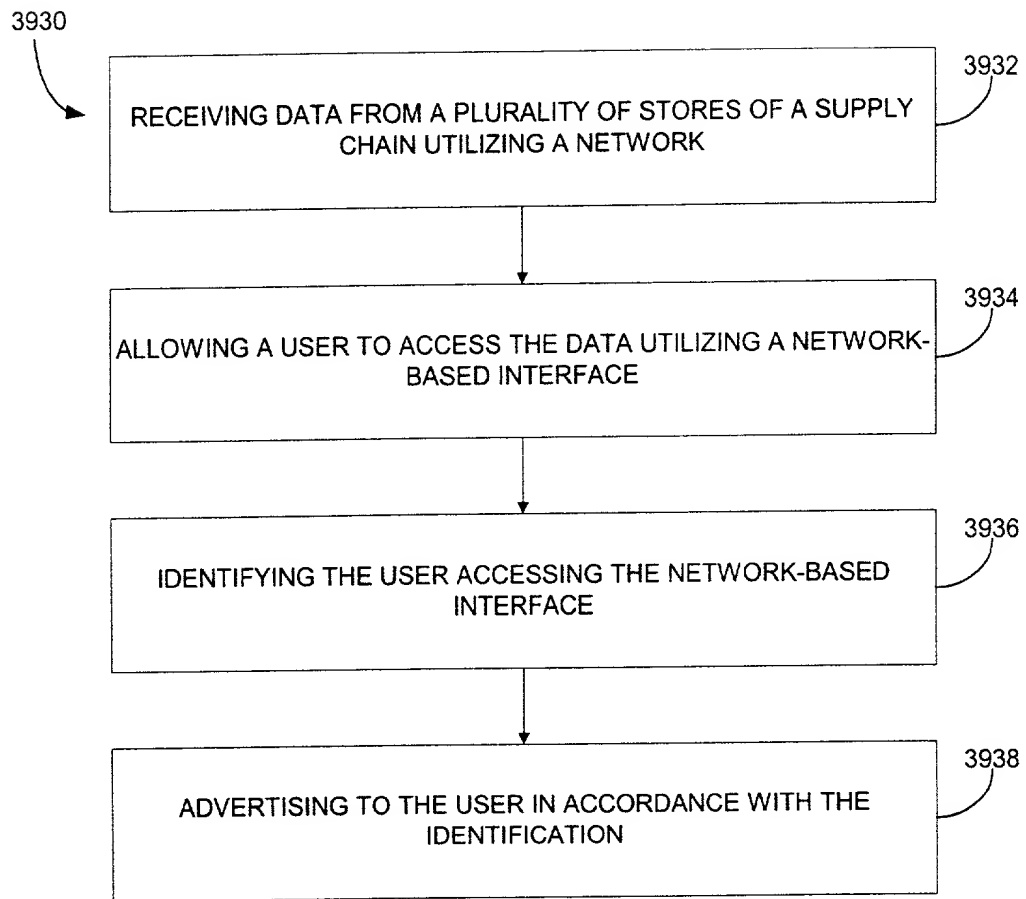 3930
3932
RECEIVING DATA FROM A PLURALITY OF STORES OF A SUPPLY
CHAIN UTILIZING A NETWORK
3934
ALLOWING A USER TO ACCESS THE DATA UTILIZING A NETWORK-
BASED INTERFACE
3936
IDENTIFYING THE USER ACCESSING THE NETWORK-BASED
INTERFACE
3938
ADVERTISING TO THE USER IN ACCORDANCE WITH THE
IDENTIFICATION